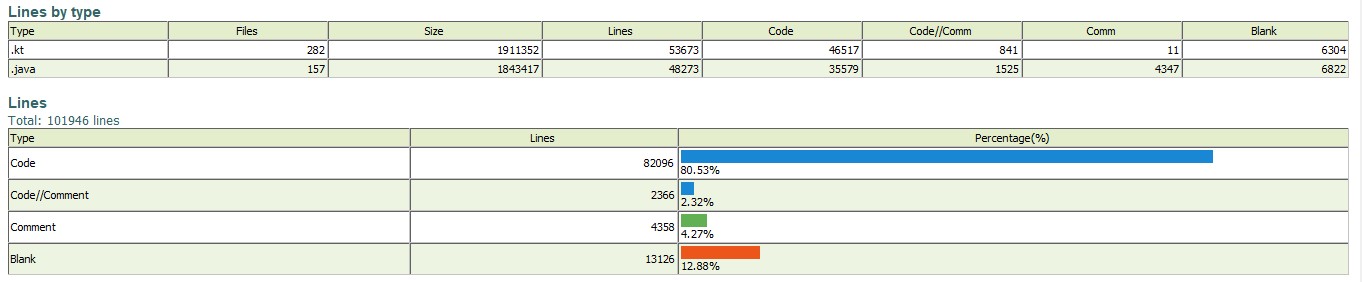 Lines by type
Type Files Size Lines Code Code//Comm Comm Blank
.kt 282 1911352 53673 46517 841 11 6304
.java 157 1843417 48273 35579 1525 4347 6822
Lines
Total: 101946 lines
Type Lines Percentage(%)
Code 82096 80.53%
Code//Comment 2366 2.32%
Comment 4358 4.27%
Blank 13126 12.88%